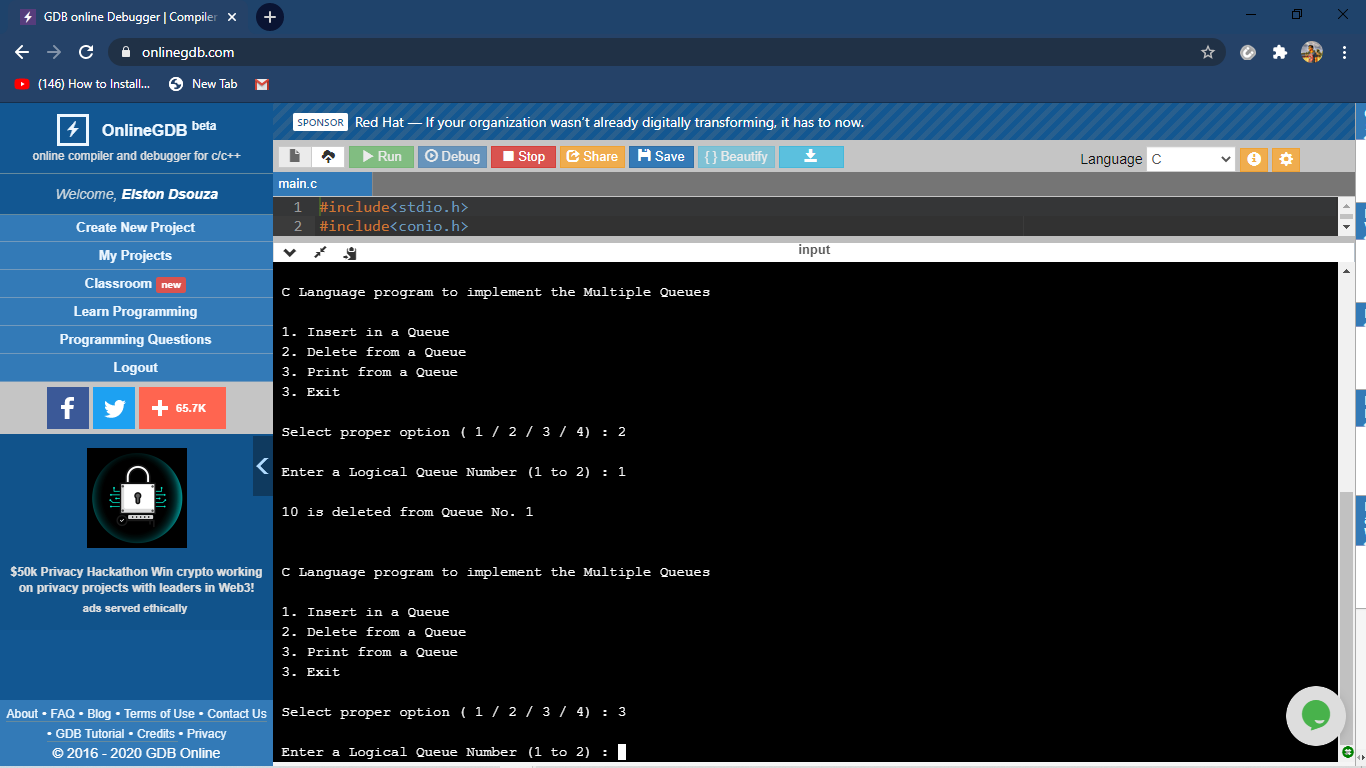 GDB online Debugger | Compiler
onlinegdb.com
(146) How to Install...
New Tab
OnlineGDB beta
online compiler and debugger for c/c++
Welcome, Elston Dsouza
Create New Project
My Projects
Classroom new
Learn Programming
Programming Questions
Logout
65.7K
$50k Privacy Hackathon Win crypto working
on privacy projects with leaders in Web3!
ads served ethically
About • FAQ • Blog • Terms of Use • Contact Us
• GDB Tutorial • Credits • Privacy
© 2016 - 2020 GDB Online
SPONSOR Red Hat — If your organization wasn't already digitally transforming, it has to now.
Run Debug Stop Share Save { } Beautify
Language C
main.c
1 #include<stdio.h>
2 #include<conio.h>
input
C Language program to implement the Multiple Queues
1. Insert in a Queue
2. Delete from a Queue
3. Print from a Queue
3. Exit
Select proper option ( 1 / 2 / 3 / 4) : 2
Enter a Logical Queue Number (1 to 2) : 1
10 is deleted from Queue No. 1
C Language program to implement the Multiple Queues
1. Insert in a Queue
2. Delete from a Queue
3. Print from a Queue
3. Exit
Select proper option ( 1 / 2 / 3 / 4) : 3
Enter a Logical Queue Number (1 to 2) :